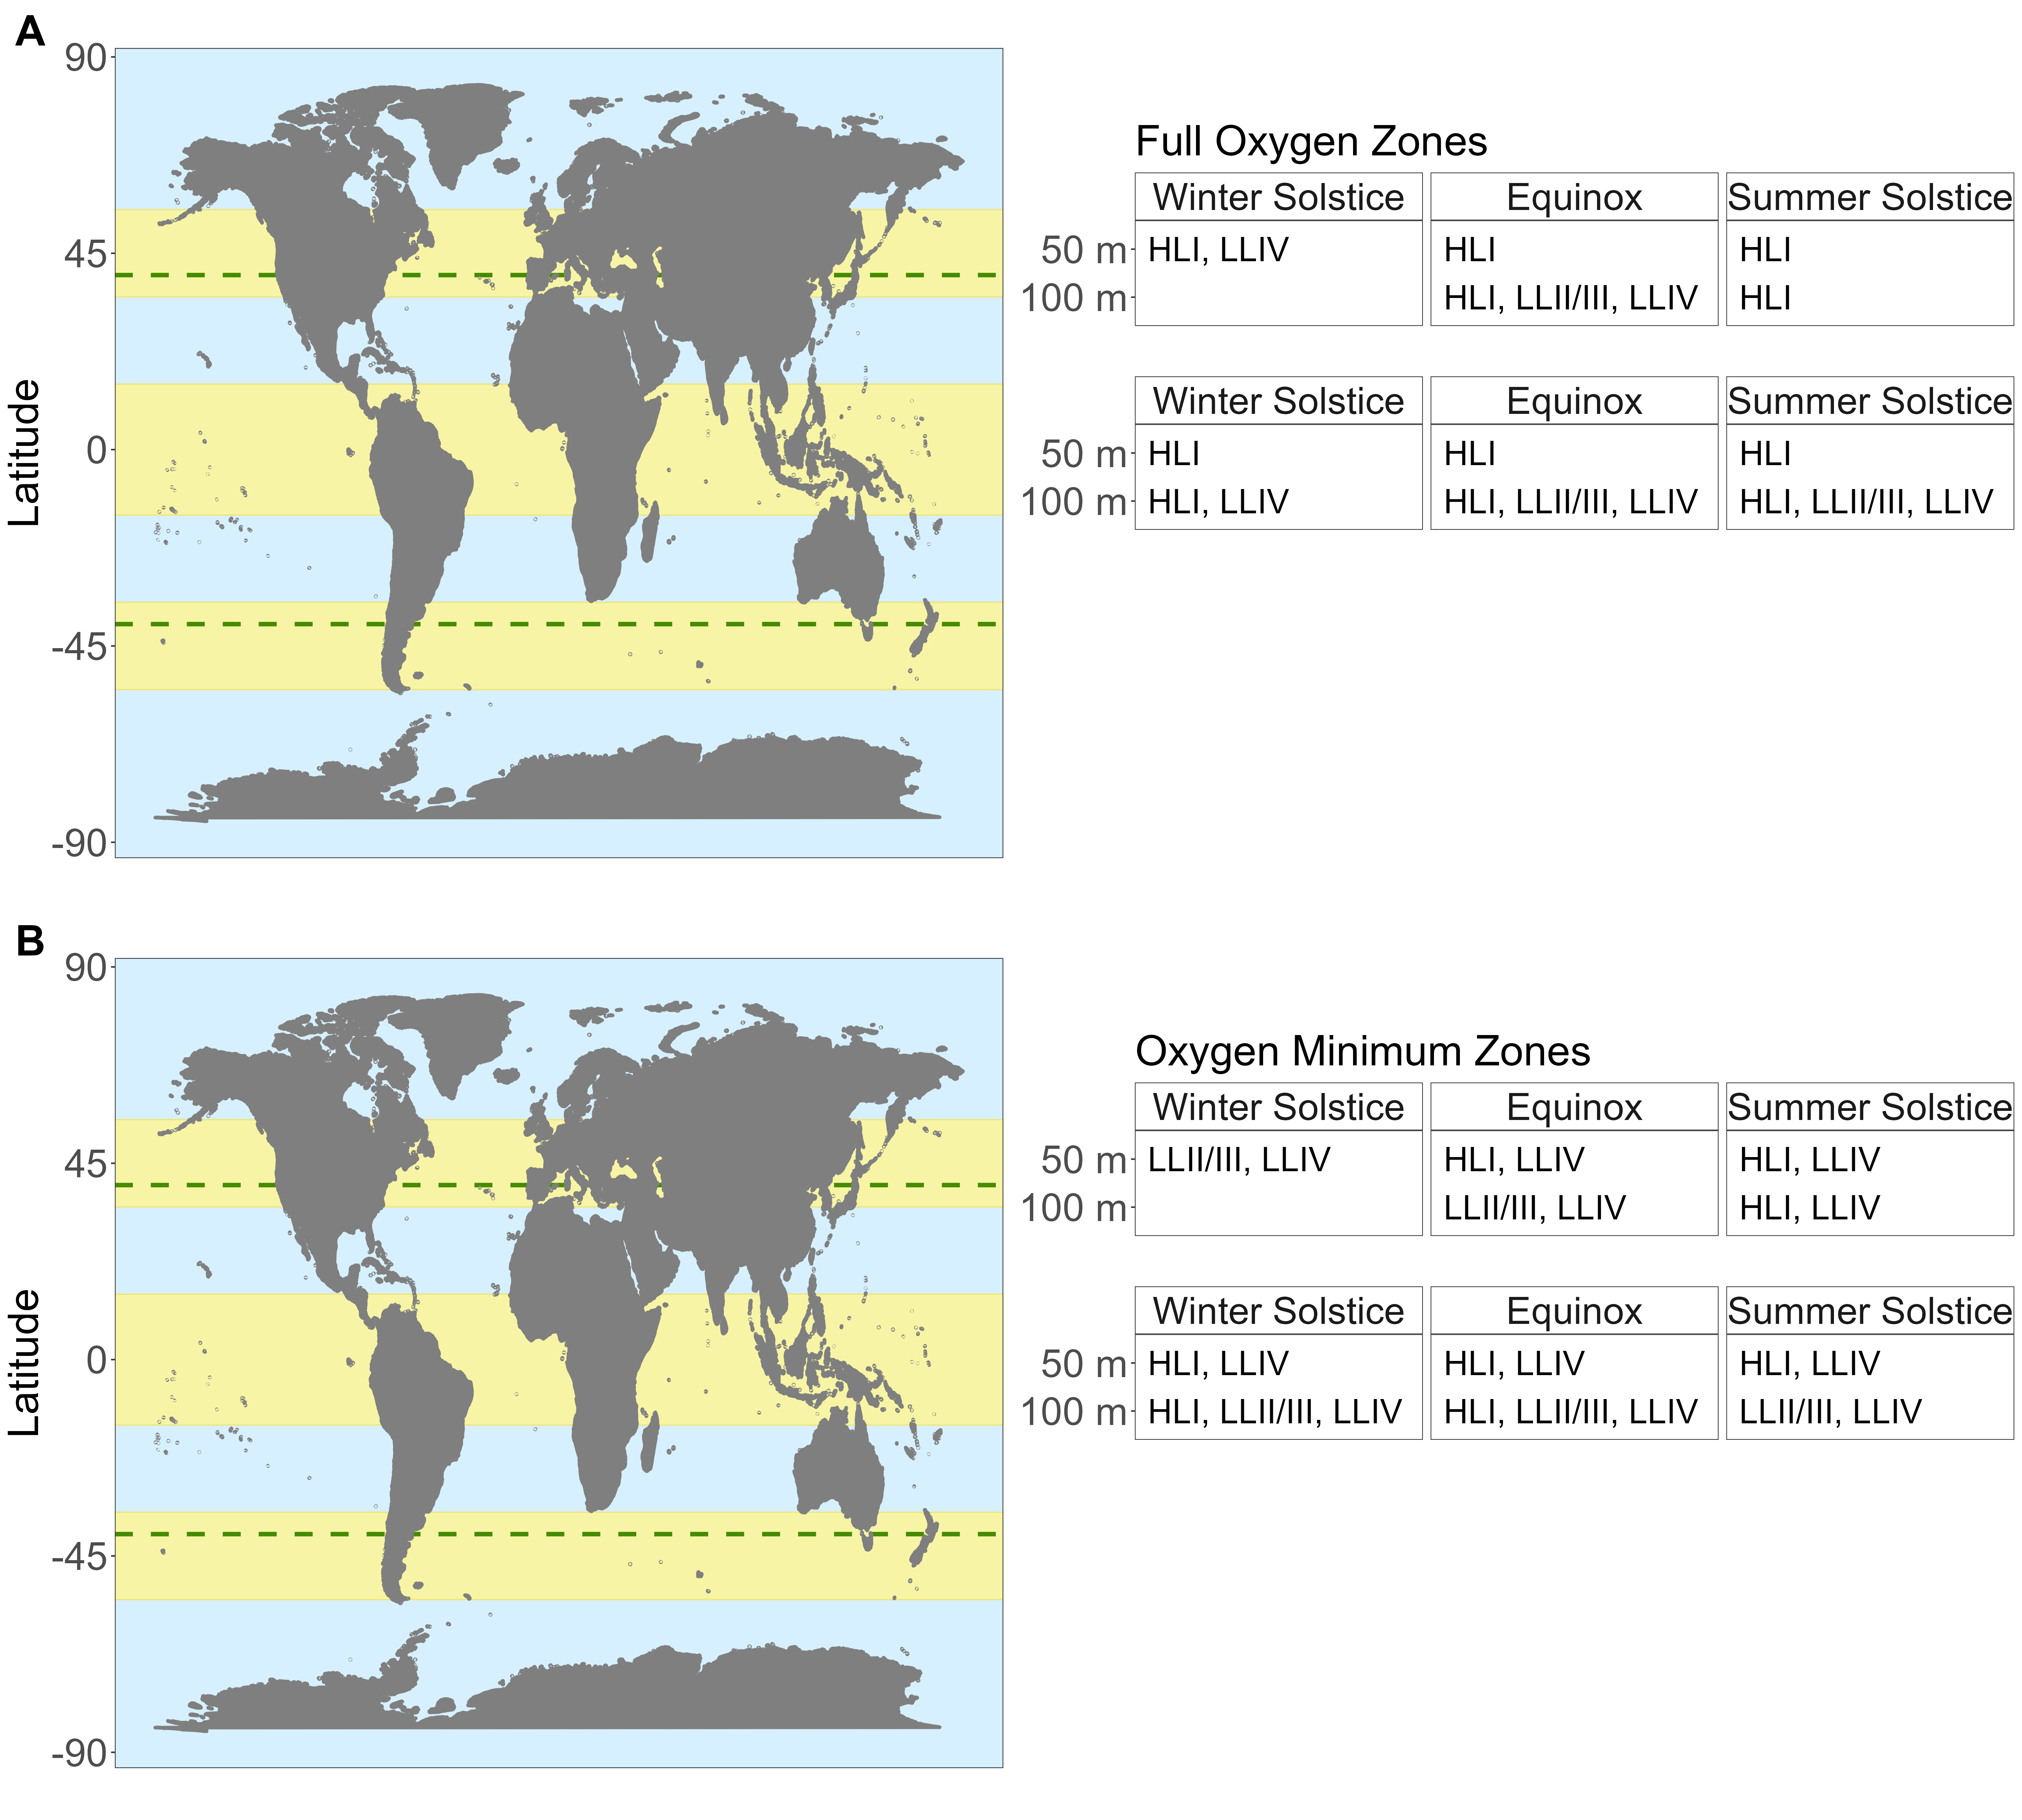 A
90
45
0
-45
-90
Latitude
Full Oxygen Zones
Winter Solstice Equinox Summer Solstice
50 m HLI, LLIV HLI HLI
100 m HLI, LLII/III, LLIV HLI
Winter Solstice Equinox Summer Solstice
50 m HLI HLI HLI
100 m HLI, LLIV HLI, LLII/III, LLIV HLI, LLII/III, LLIV
B
90
45
0
-45
-90
Latitude
Oxygen Minimum Zones
Winter Solstice Equinox Summer Solstice
50 m LLII/III, LLIV HLI, LLIV HLI, LLIV
100 m LLII/III, LLIV HLI, LLIV
Winter Solstice Equinox Summer Solstice
50 m HLI, LLIV HLI, LLIV HLI, LLIV
100 m HLI, LLII/III, LLIV HLI, LLII/III, LLIV LLII/III, LLIV